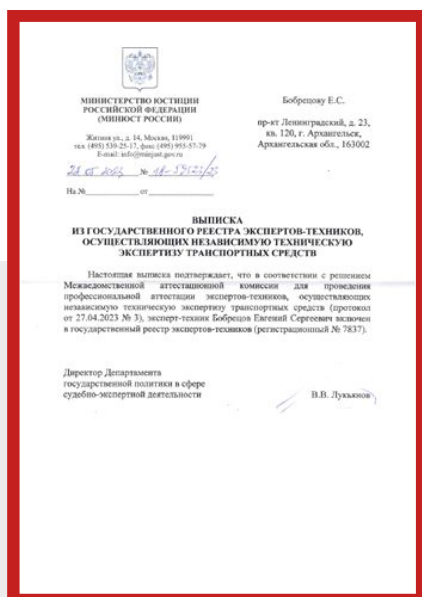 МИНИСТЕРСТВО ЮСТИЦИИ
РОССИЙСКОЙ ФЕДЕРАЦИИ
(МИНЮСТ РОССИИ)
Житная ул., д. 14, Москва, 119991
тел. (495) 539-25-17, факс (495) 955-57-79
E-mail: info@minjust.gov.ru
№
На №            от
Бобрецову Е.С.
пр-кт Ленинградский, д. 23,
кв. 120, г. Архангельск,
Архангельская обл., 163002
ВЫПИСКА
ИЗ ГОСУДАРСТВЕННОГО РЕЕСТРА ЭКСПЕРТОВ-ТЕХНИКОВ,
ОСУЩЕСТВЛЯЮЩИХ НЕЗАВИСИМУЮ ТЕХНИЧЕСКУЮ
ЭКСПЕРТИЗУ ТРАНСПОРТНЫХ СРЕДСТВ
Настоящая выписка подтверждает, что в соответствии с решением
Межведомственной аттестационной комиссии для проведения
профессиональной аттестации экспертов-техников, осуществляющих
независимую техническую экспертизу транспортных средств (протокол
от 27.04.2023 № 3), эксперт-техник Бобрецов Евгений Сергеевич включен
в государственный реестр экспертов-техников (регистрационный № 7837).
Директор Департамента
государственной политики в сфере
судебно-экспертной деятельности
В.В. Лукьянов